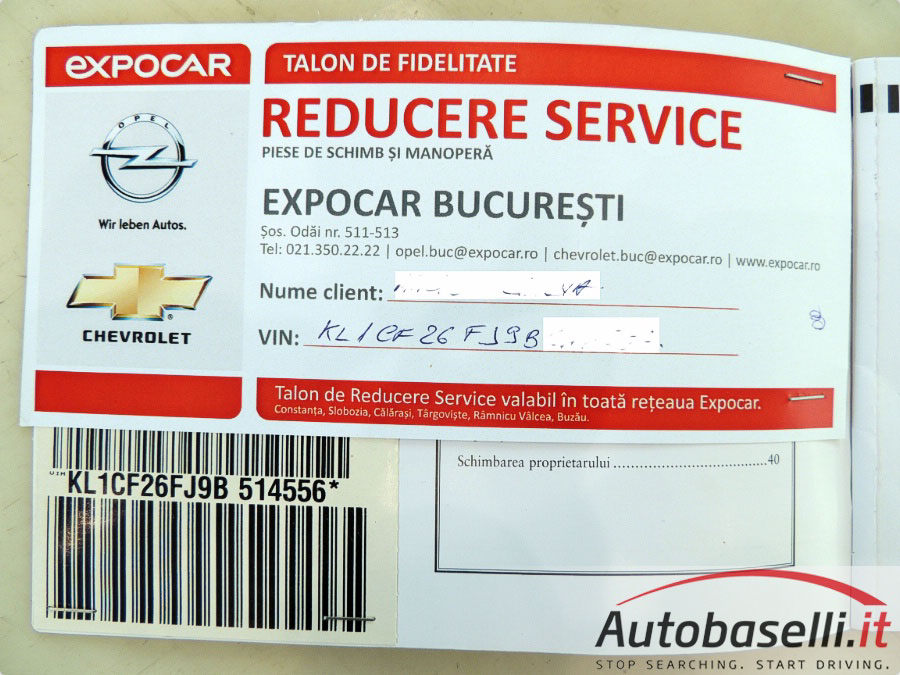 EXPOCAR
TALON DE FIDELITATE
REDUCERE SERVICE
PIESE DE SCHIMB ȘI MANOPERĂ
OPEL
Wir leben Autos.
CHEVROLET
EXPOCAR BUCUREȘTI
Șos. Odăi nr. 511-513
Tel: 021.350.22.22 | opel.buc@expocar.ro | chevrolet.buc@expocar.ro | www.expocar.ro
Nume client:
VIN: KL1CF26FJ9B
8
Talon de Reducere Service valabil în toată rețeaua Expocar.
Constanța, Slobozia, Călărași, Târgoviște, Râmnicu Vâlcea, Buzău.
VIN
KL1CF26FJ9B 514556*
Schimbarea proprietarului ........................40
Autobaselli.it
STOP SEARCHING. START DRIVING.